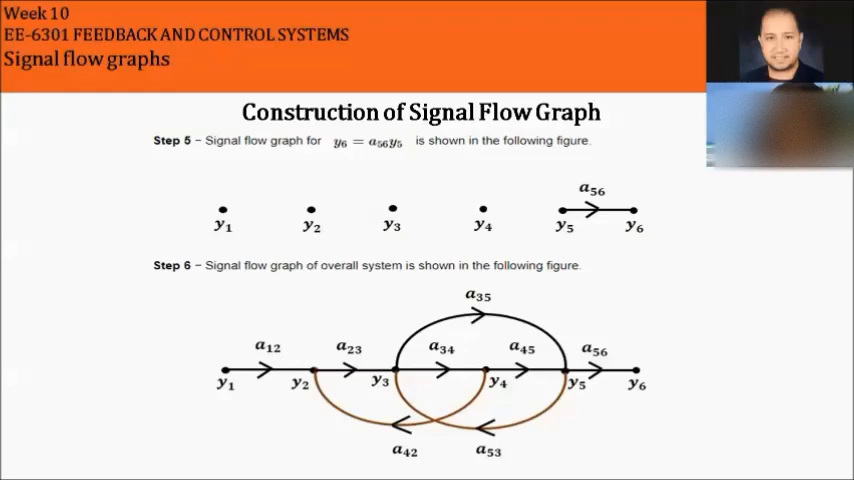 Week 10
EE-6301 FEEDBACK AND CONTROL SYSTEMS
Signal flow graphs
Construction of Signal Flow Graph
Step 5 − Signal flow graph for y₆ = a₅₆y₅ is shown in the following figure.
a₅₆
y₁ y₂ y₃ y₄ y₅ y₆
Step 6 − Signal flow graph of overall system is shown in the following figure.
a₃₅
a₁₂ a₂₃ a₃₄ a₄₅ a₅₆
y₁ y₂ y₃ y₄ y₅ y₆
a₄₂ a₅₃